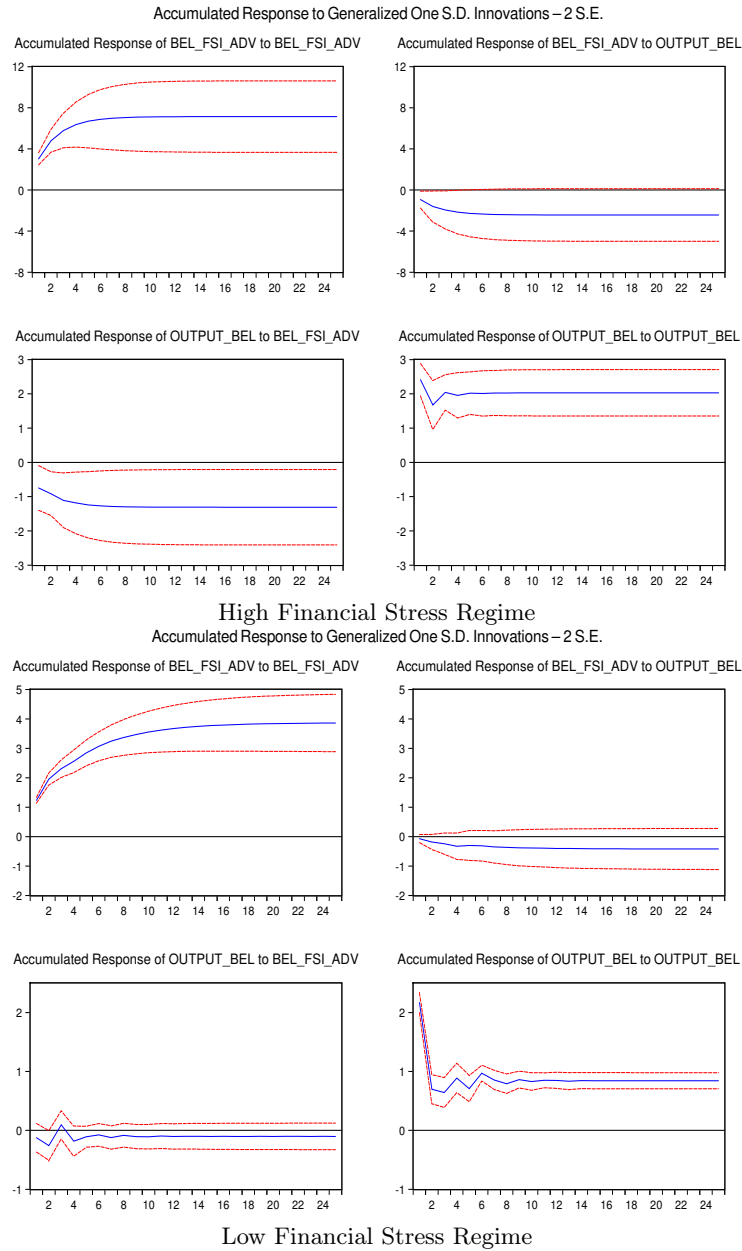 Accumulated Response to Generalized One S.D. Innovations – 2 S.E.
Accumulated Response of BEL_FSI_ADV to BEL_FSI_ADV
12
8
4
0
-4
-8
2 4 6 8 10 12 14 16 18 20 22 24
Accumulated Response of BEL_FSI_ADV to OUTPUT_BEL
12
8
4
0
-4
-8
2 4 6 8 10 12 14 16 18 20 22 24
Accumulated Response of OUTPUT_BEL to BEL_FSI_ADV
3
2
1
0
-1
-2
-3
2 4 6 8 10 12 14 16 18 20 22 24
Accumulated Response of OUTPUT_BEL to OUTPUT_BEL
3
2
1
0
-1
-2
-3
2 4 6 8 10 12 14 16 18 20 22 24
High Financial Stress Regime
Accumulated Response to Generalized One S.D. Innovations – 2 S.E.
Accumulated Response of BEL_FSI_ADV to BEL_FSI_ADV
5
4
3
2
1
0
-1
-2
2 4 6 8 10 12 14 16 18 20 22 24
Accumulated Response of BEL_FSI_ADV to OUTPUT_BEL
5
4
3
2
1
0
-1
-2
2 4 6 8 10 12 14 16 18 20 22 24
Accumulated Response of OUTPUT_BEL to BEL_FSI_ADV
2
1
0
-1
2 4 6 8 10 12 14 16 18 20 22 24
Accumulated Response of OUTPUT_BEL to OUTPUT_BEL
2
1
0
-1
2 4 6 8 10 12 14 16 18 20 22 24
Low Financial Stress Regime